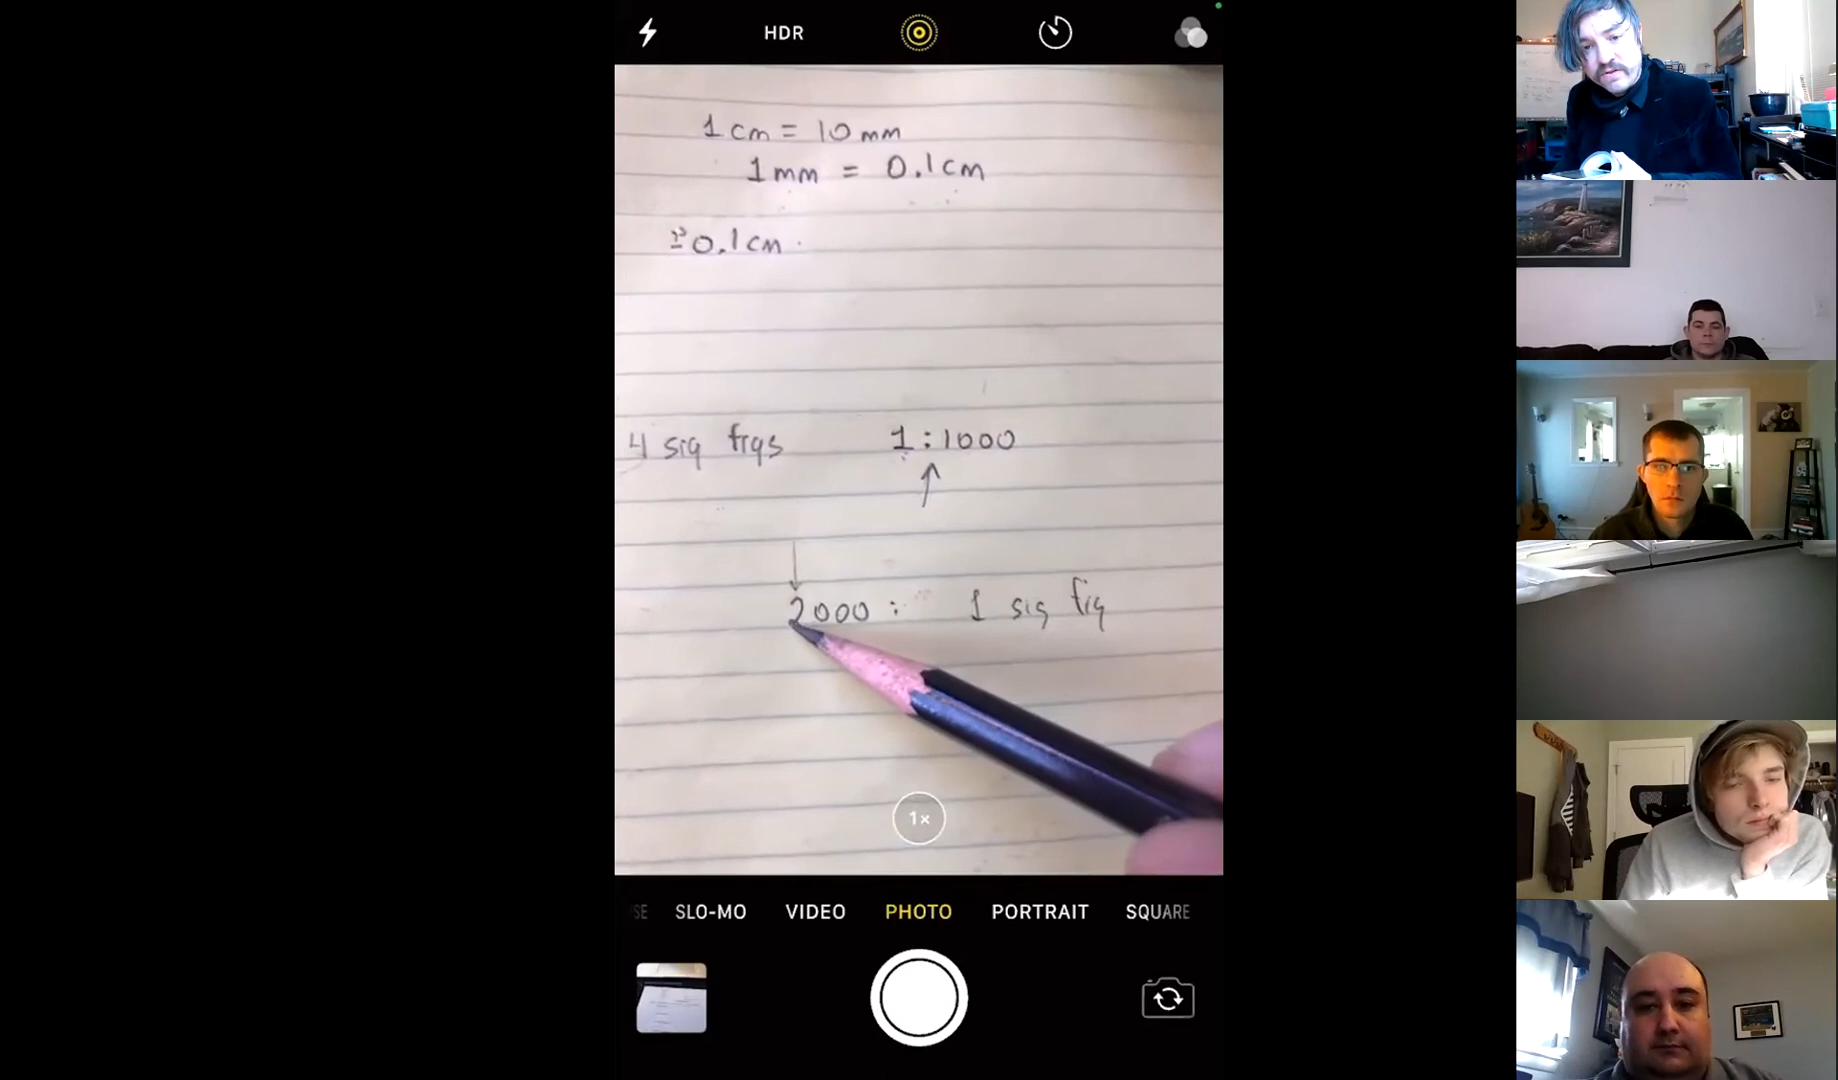 HDR
1 cm = 10 mm
1 mm = 0.1 cm
0.1 cm
4 sig figs 1 : 1000
2000 : 1 sig fig
1×
SLO-MO VIDEO PHOTO PORTRAIT SQUARE